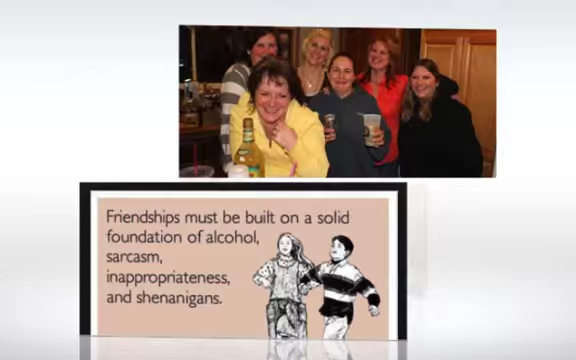 Friendships must be built on a solid
foundation of alcohol,
sarcasm,
inappropriateness,
and shenanigans.